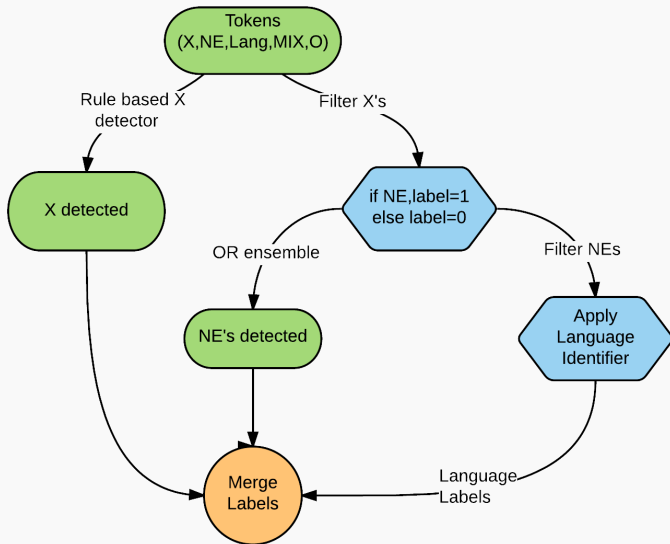 Tokens
(X,NE,Lang,MIX,O)
Rule based X
detector
Filter X's
X detected
if NE,label=1
else label=0
OR ensemble
Filter NEs
NE's detected
Apply
Language
Identifier
Merge
Labels
Language
Labels